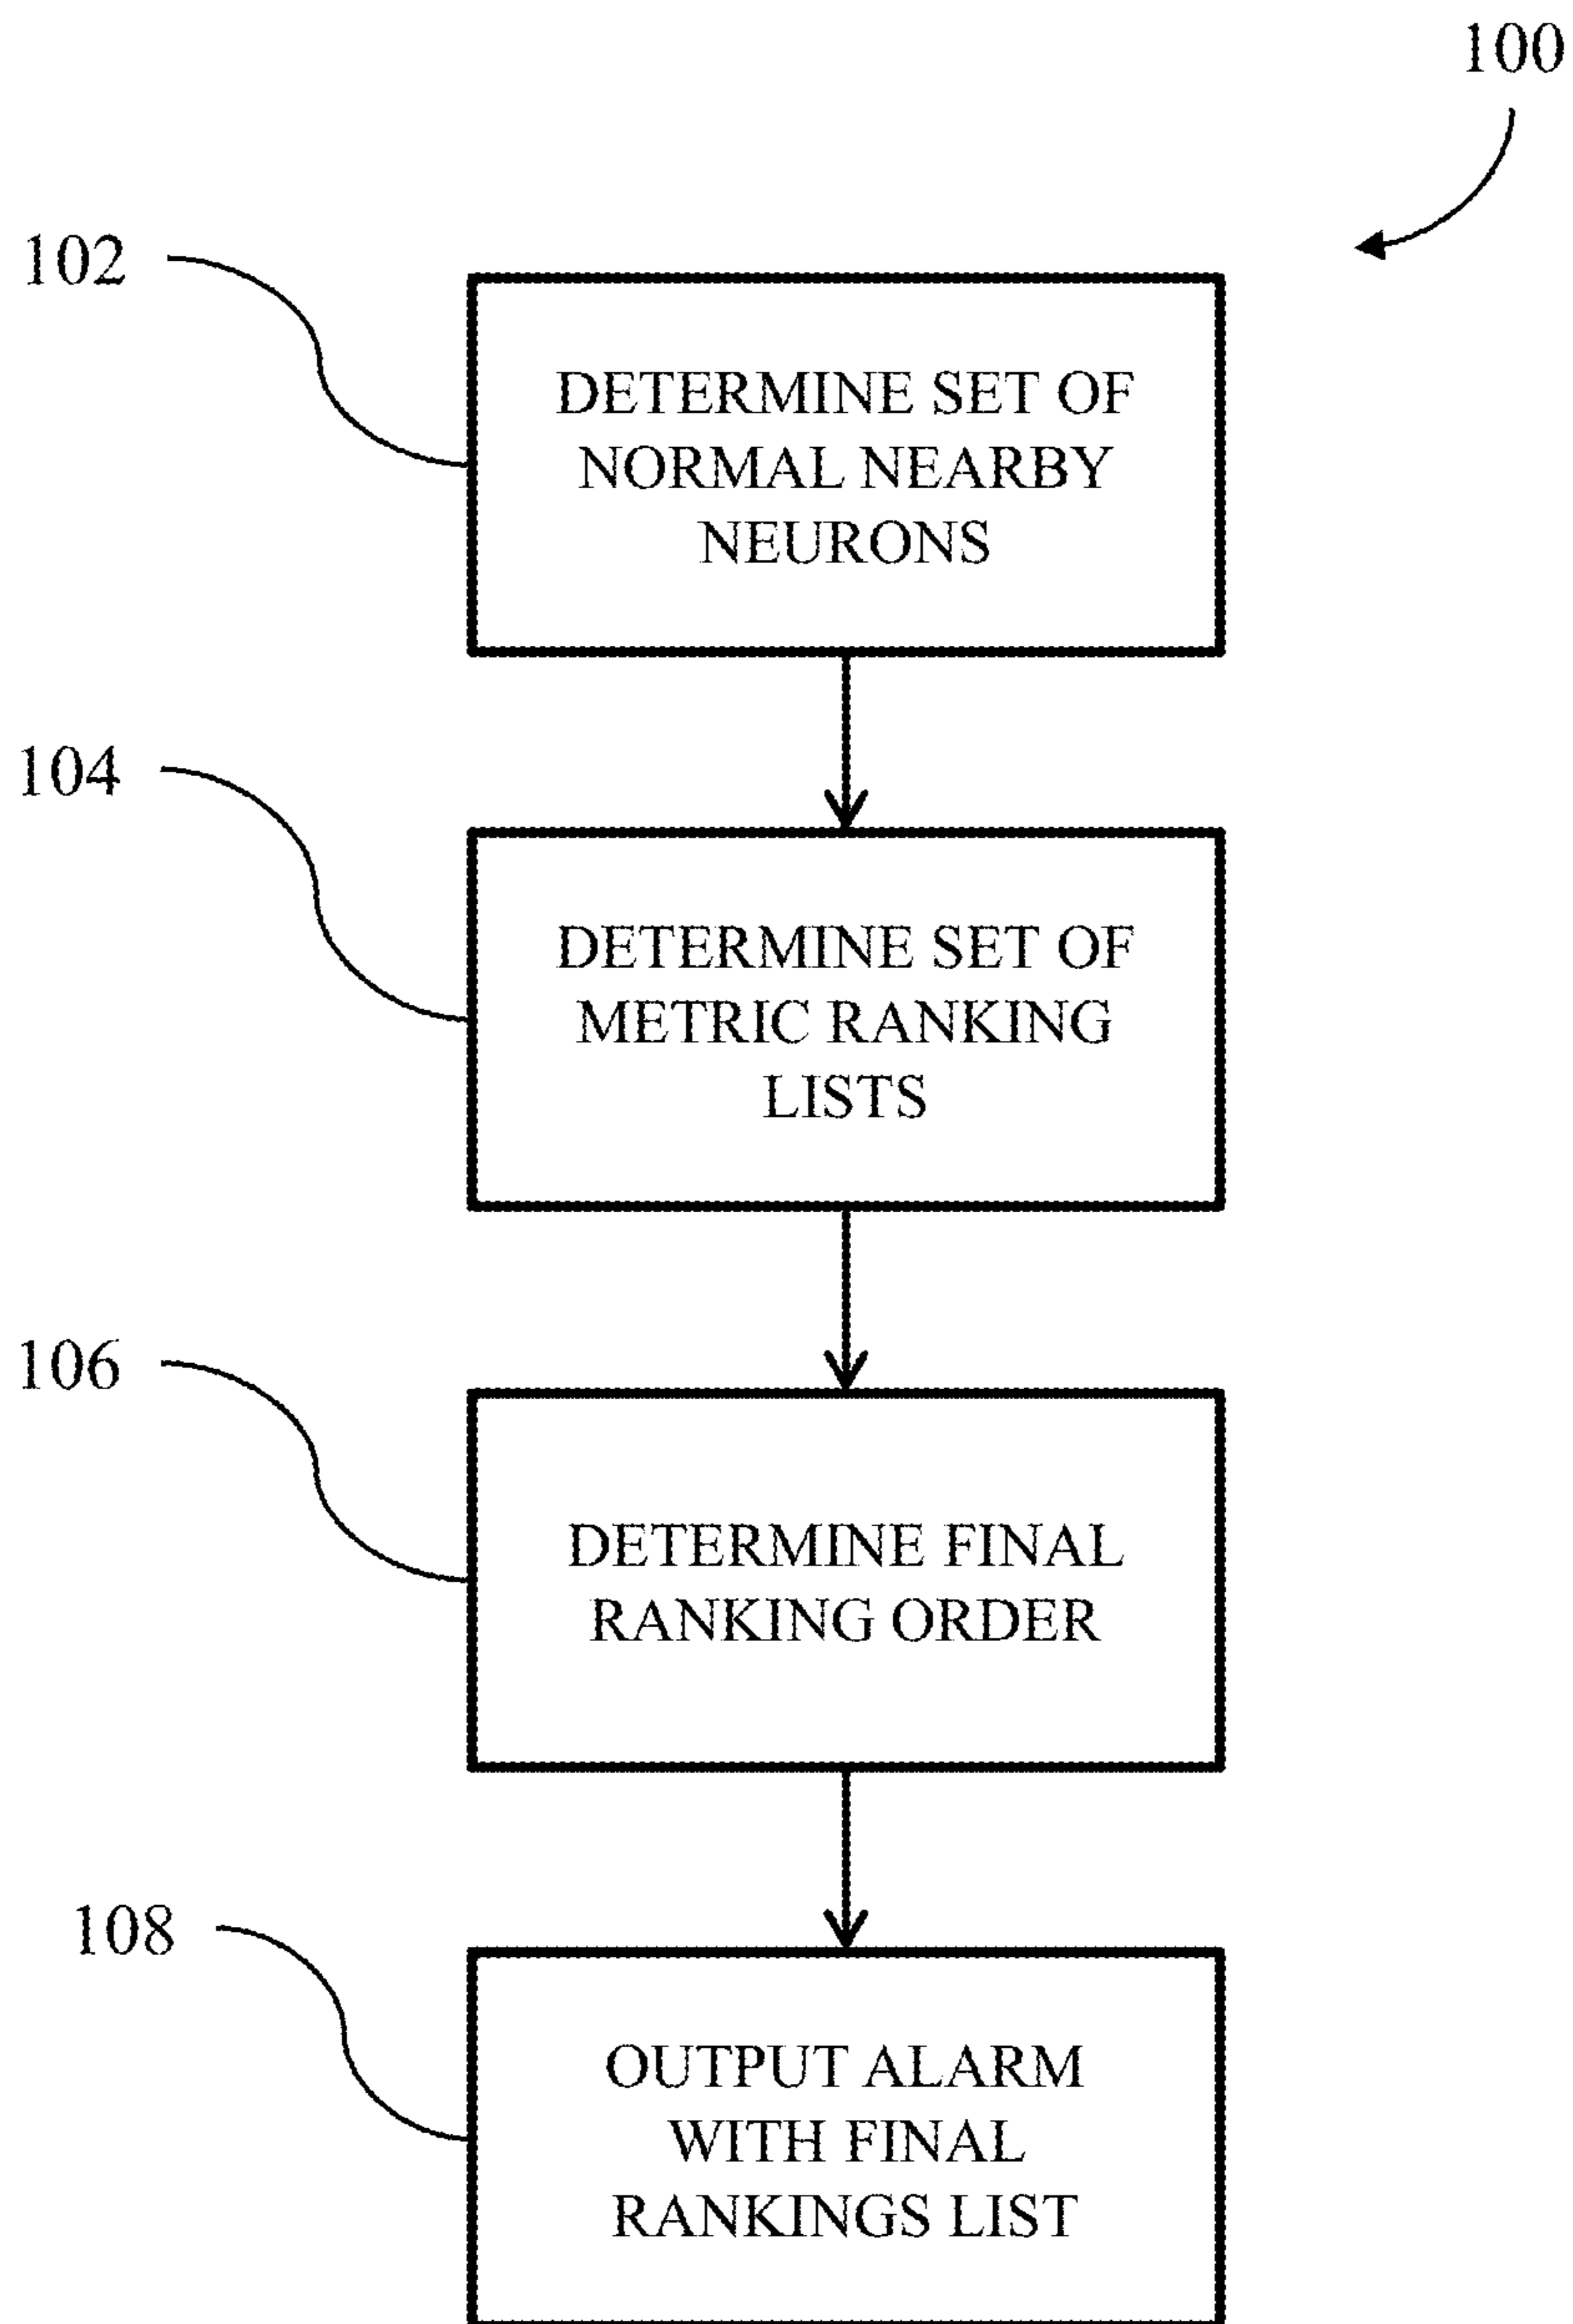 100
102
DETERMINE SET OF
NORMAL NEARBY
NEURONS
104
DETERMINE SET OF
METRIC RANKING
LISTS
106
DETERMINE FINAL
RANKING ORDER
108
OUTPUT ALARM
WITH FINAL
RANKINGS LIST